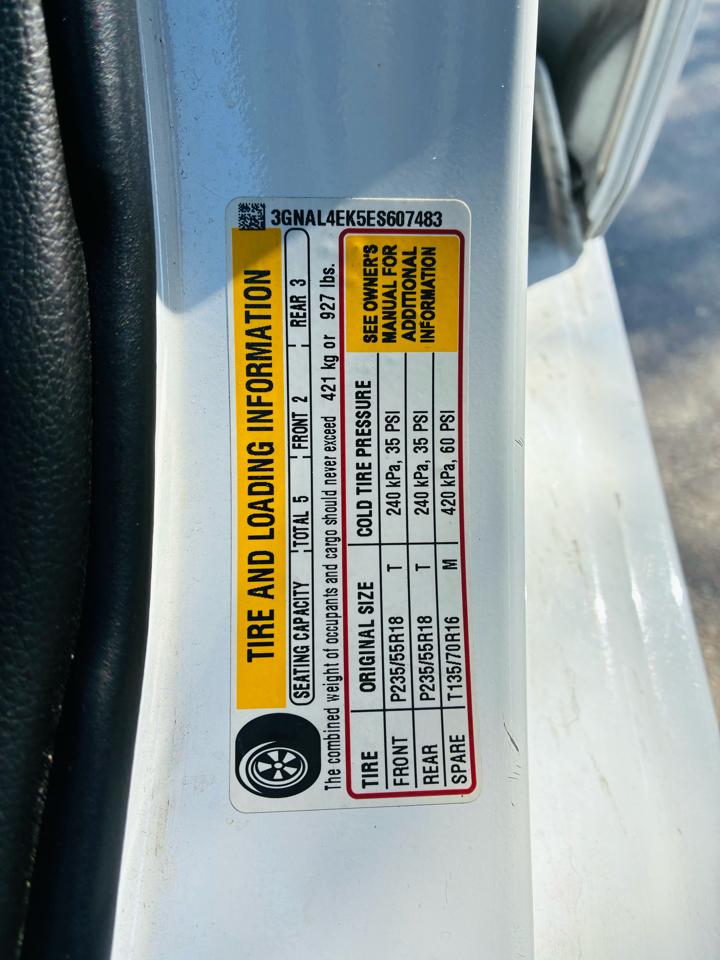 3GNAL4EK5ES607483
TIRE AND LOADING INFORMATION
SEATING CAPACITY TOTAL 5 FRONT 2 REAR 3
The combined weight of occupants and cargo should never exceed 421 kg or 927 lbs.
TIRE ORIGINAL SIZE COLD TIRE PRESSURE
FRONT P235/55R18 T 240 kPa, 35 PSI
REAR P235/55R18 T 240 kPa, 35 PSI
SPARE T135/70R16 M 420 kPa, 60 PSI
SEE OWNER'S
MANUAL FOR
ADDITIONAL
INFORMATION